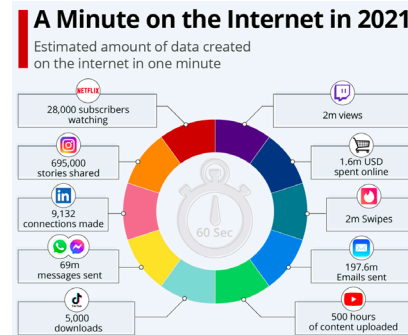 A Minute on the Internet in 2021
Estimated amount of data created
on the internet in one minute
NETFLIX
28,000 subscribers
watching
2m views
695,000
stories shared
1.6m USD
spent online
in
9,132
connections made
2m Swipes
60 Sec
69m
messages sent
197.6m
Emails sent
TikTok
5,000
downloads
500 hours
of content uploaded